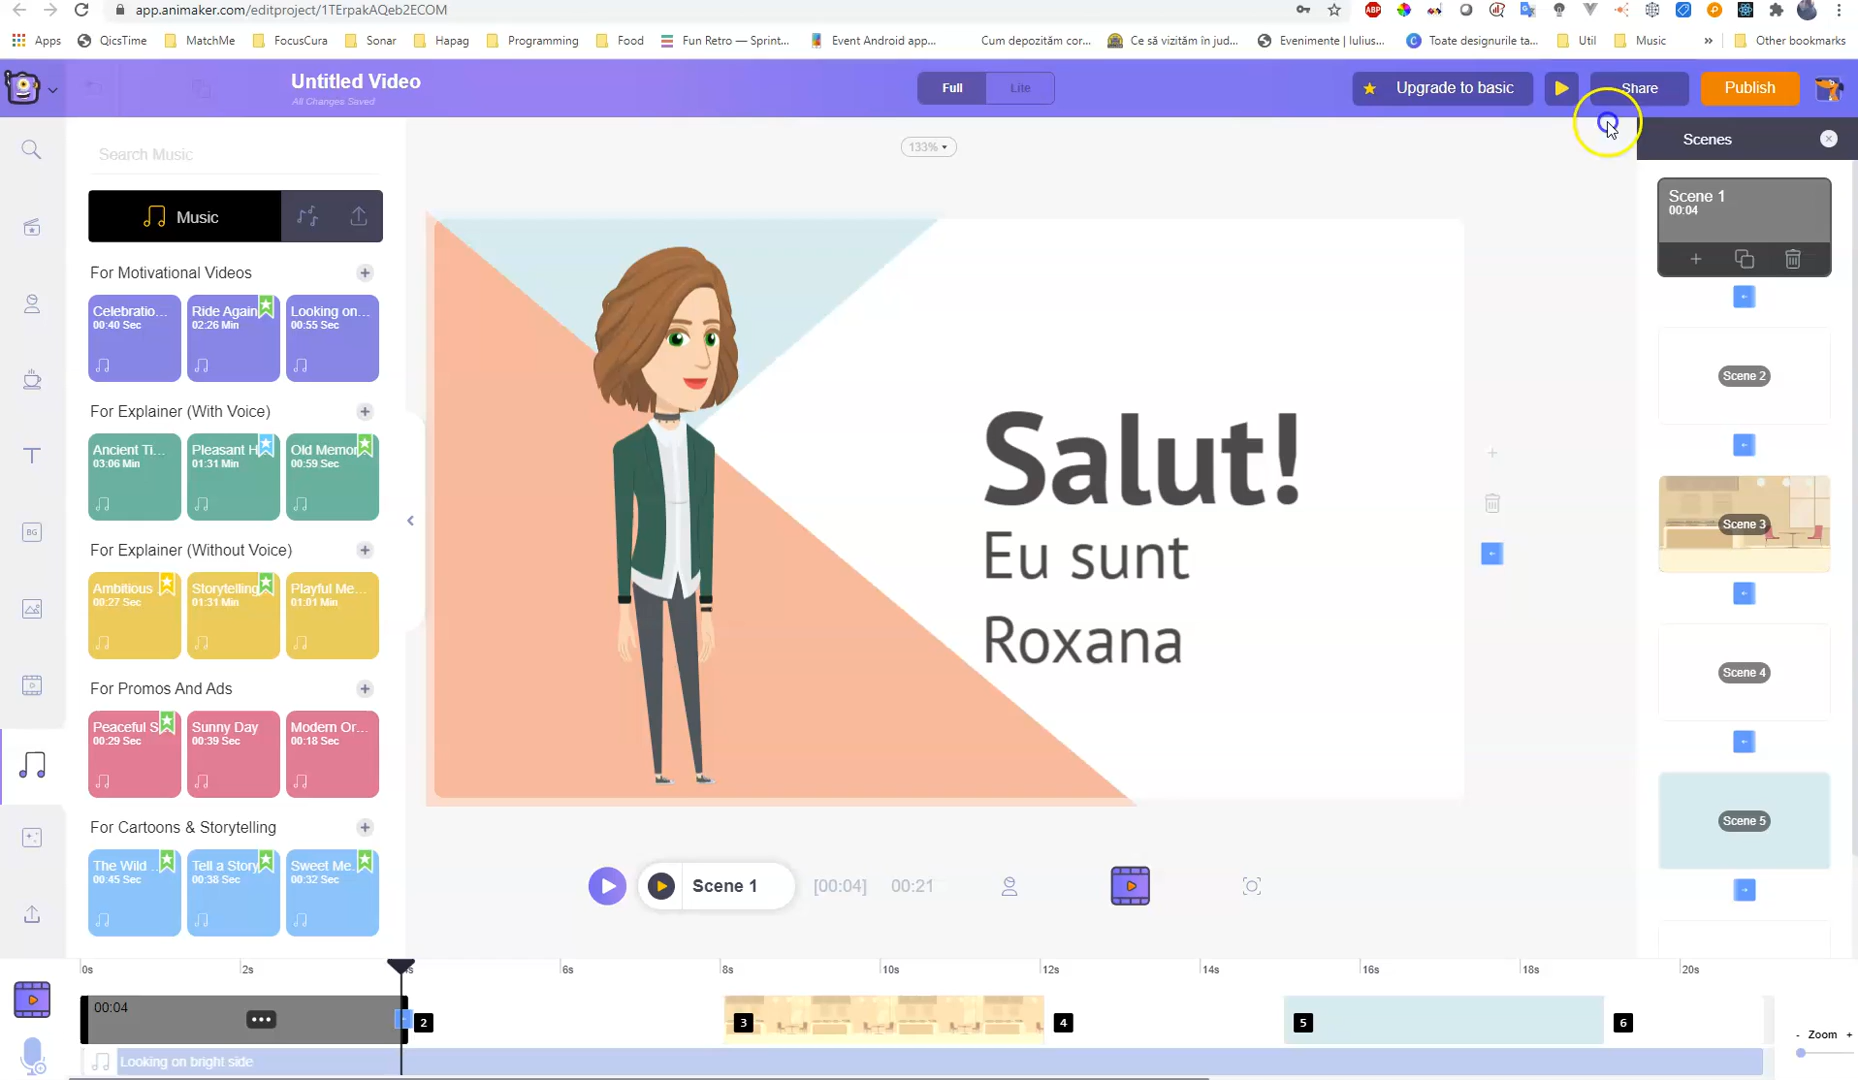 app.animaker.com/editproject/1TErpakAQeb2ECOM
Apps QicsTime MatchMe FocusCura Sonar Hapag Programming Food Fun Retro — Sprint... Event Android app... Cum depozităm cor... Ce să vizităm în jud... Evenimente | Iulius... Toate designurile ta... Util Music » Other bookmarks
Untitled Video
All Changes Saved
Full Lite
Upgrade to basic
Share
Publish
Search Music
133%
Scenes
Music
Scene 1
00:04
For Motivational Videos
Celebratio... Ride Again Looking on...
00:40 Sec 02:26 Min 00:55 Sec
Scene 2
For Explainer (With Voice)
Ancient Ti... Pleasant H Old Memor
03:06 Min 01:31 Min 00:59 Sec
Salut!
Eu sunt
Roxana
Scene 3
For Explainer (Without Voice)
Ambitious Storytelling Playful Me...
00:27 Sec 01:31 Min 01:01 Min
BG
Scene 4
For Promos And Ads
Peaceful S Sunny Day Modern Or...
00:29 Sec 00:39 Sec 00:18 Sec
Scene 5
For Cartoons & Storytelling
The Wild ... Tell a Story Sweet Me.
00:45 Sec 00:38 Sec 00:32 Sec
Scene 1 [00:04] 00:21
0s 2s 6s 8s 10s 12s 14s 16s 18s 20s
00:04
2 3 4 5 6
- Zoom +
Looking on bright side